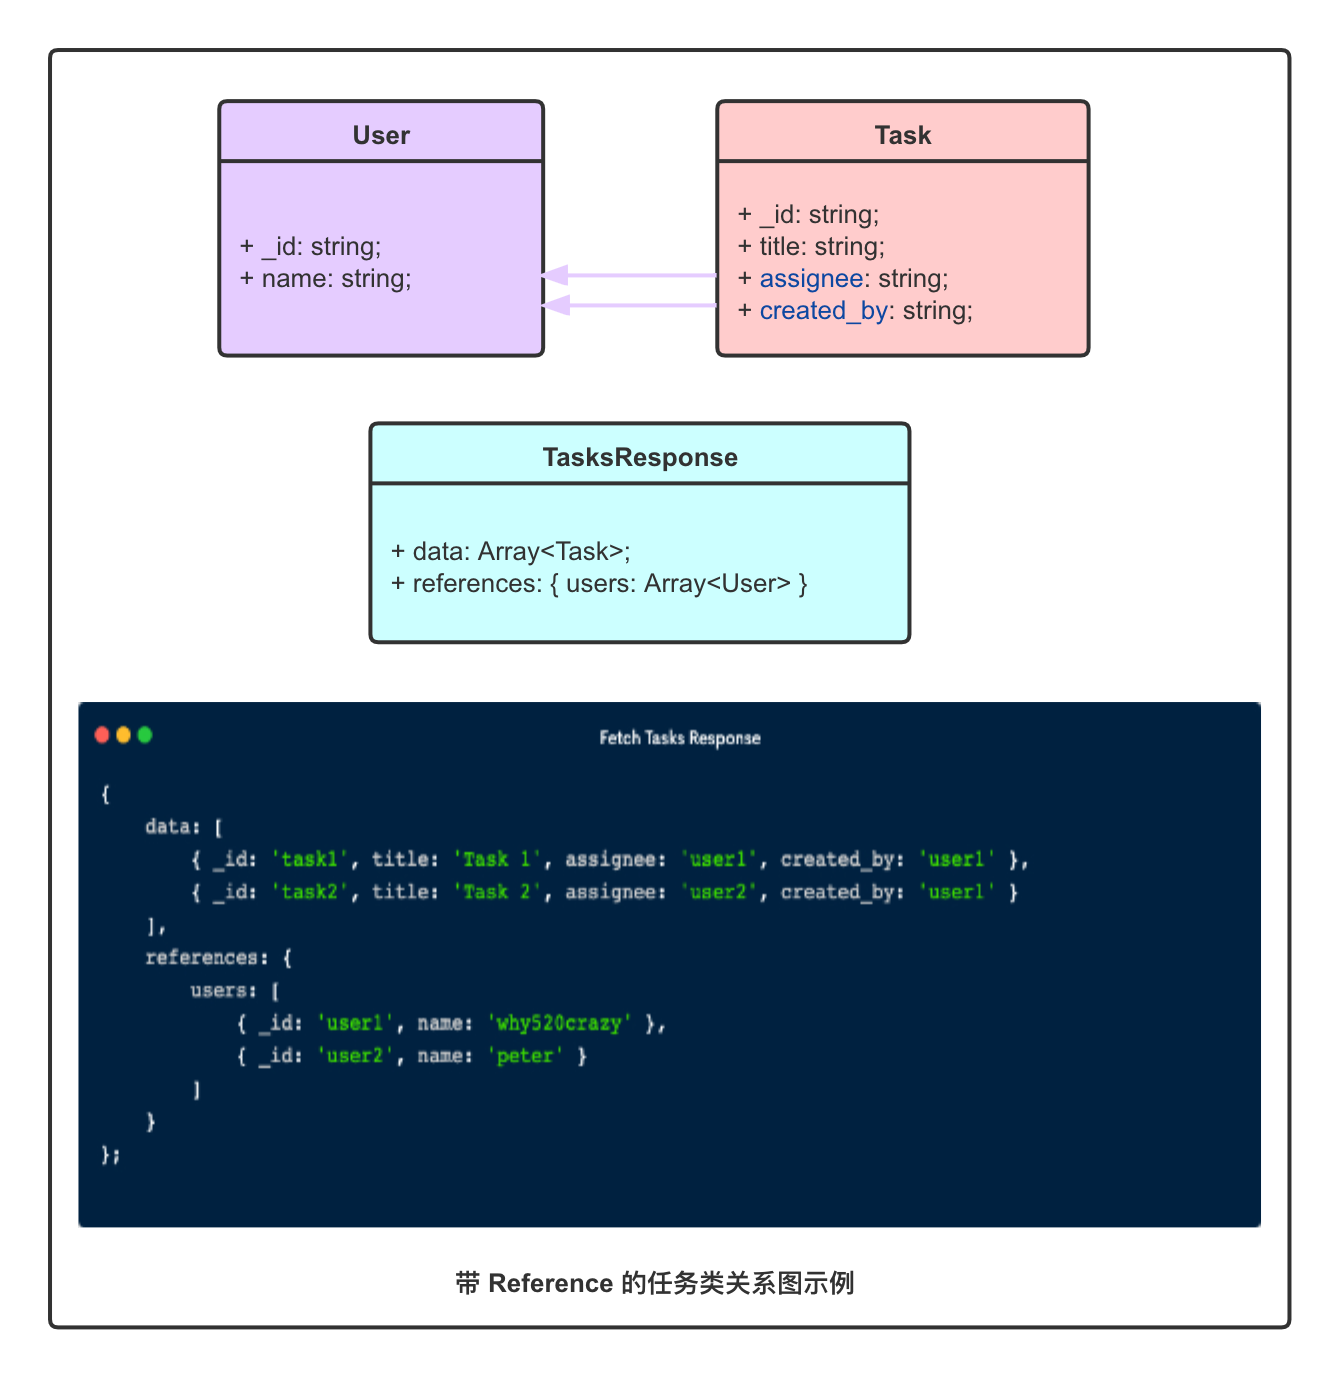 User
+ _id: string;
+ name: string;
Task
+ _id: string;
+ title: string;
+ assignee: string;
+ created_by: string;
TasksResponse
+ data: Array<Task>;
+ references: { users: Array<User> }
Fetch Tasks Response
{
data: [
{ _id: 'task1', title: 'Task 1', assignee: 'user1', created_by: 'user1' },
{ _id: 'task2', title: 'Task 2', assignee: 'user2', created_by: 'user1' }
],
references: {
users: [
{ _id: 'user1', name: 'why520crazy' },
{ _id: 'user2', name: 'peter' }
]
}
};
带 Reference 的任务类关系图示例